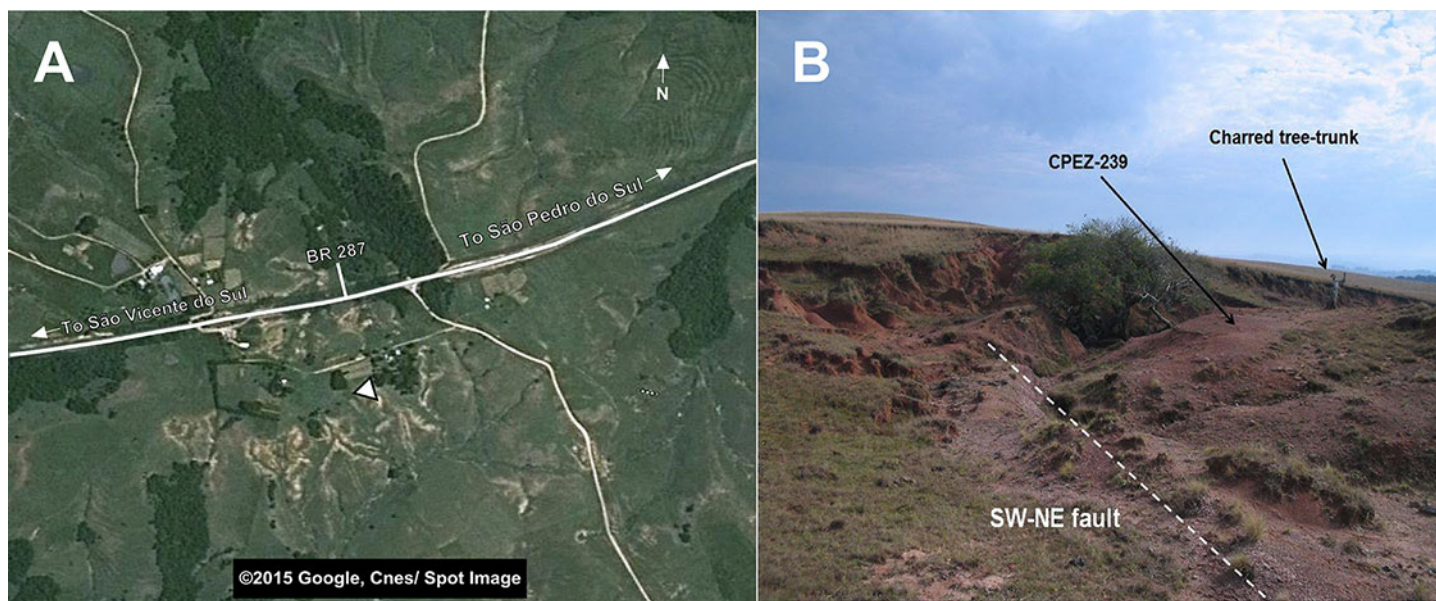 A
N
To São Pedro do Sul
BR 287
To São Vicente do Sul
©2015 Google, Cnes/ Spot Image
B
Charred tree-trunk
CPEZ-239
SW-NE fault